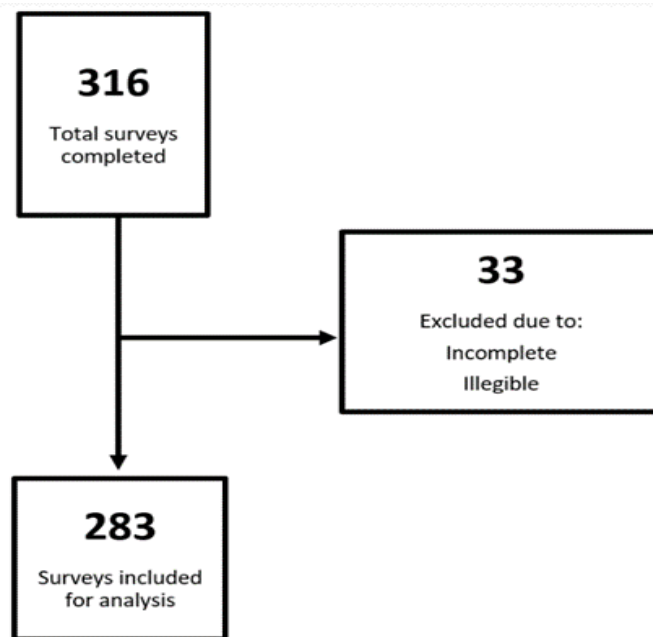 316
Total surveys
completed
33
Excluded due to:
Incomplete
Illegible
283
Surveys included
for analysis